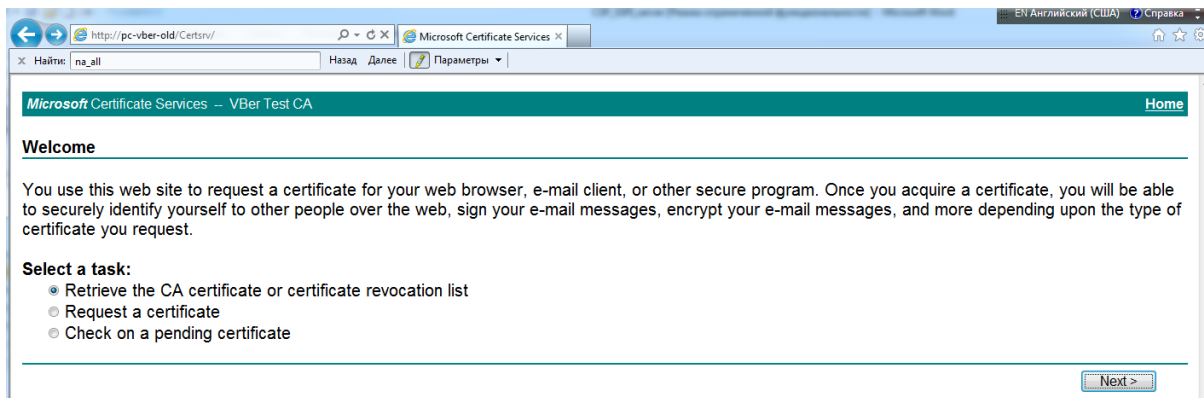 EN Английский (США) Справка
http://pc-vber-old/Certsrv/ Microsoft Certificate Services
Найти: na_all Назад Далее Параметры
Microsoft Certificate Services -- VBer Test CA Home
Welcome
You use this web site to request a certificate for your web browser, e-mail client, or other secure program. Once you acquire a certificate, you will be able
to securely identify yourself to other people over the web, sign your e-mail messages, encrypt your e-mail messages, and more depending upon the type of
certificate you request.
Select a task:
Retrieve the CA certificate or certificate revocation list
Request a certificate
Check on a pending certificate
Next >